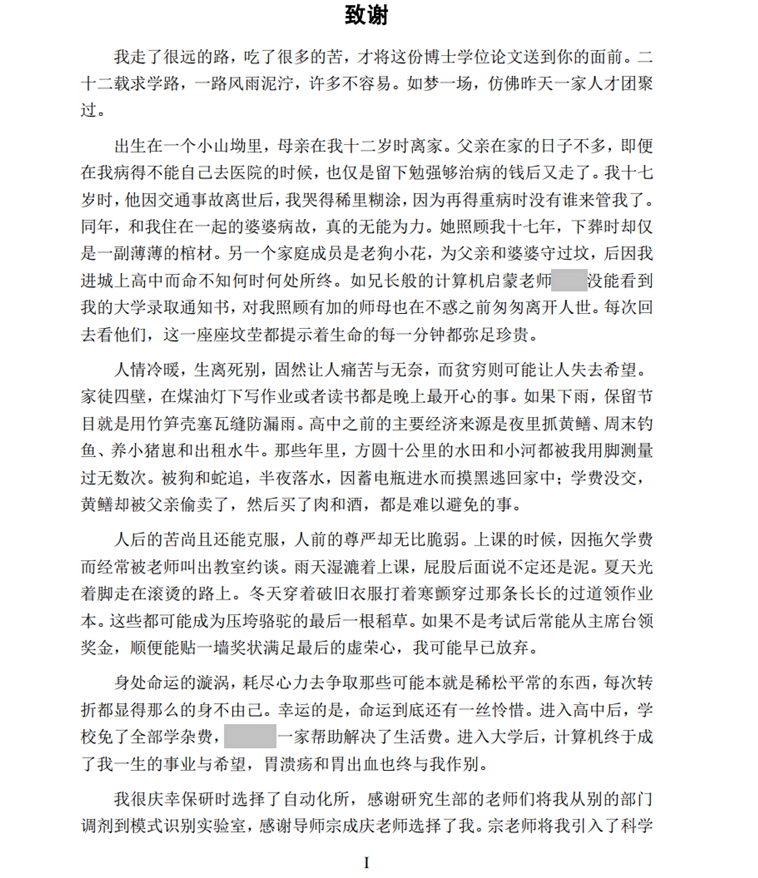 致谢
我走了很远的路，吃了很多的苦，才将这份博士学位论文送到你的面前。二
十二载求学路，一路风雨泥泞，许多不容易。如梦一场，仿佛昨天一家人才团聚
过。
出生在一个小山坳里，母亲在我十二岁时离家。父亲在家的日子不多，即便
在我病得不能自己去医院的时候，也仅是留下勉强够治病的钱后又走了。我十七
岁时，他因交通事故离世后，我哭得稀里糊涂，因为再得重病时没有谁来管我了。
同年，和我住在一起的婆婆病故，真的无能为力。她照顾我十七年，下葬时却仅
是一副薄薄的棺材。另一个家庭成员是老狗小花，为父亲和婆婆守过坟，后因我
进城上高中而命不知何时何处所终。如兄长般的计算机启蒙老师没能看到
我的大学录取通知书，对我照顾有加的师母也在不惑之前匆匆离开人世。每次回
去看他们，这一座座坟茔都提示着生命的每一分钟都弥足珍贵。
人情冷暖，生离死别，固然让人痛苦与无奈，而贫穷则可能让人失去希望。
家徒四壁，在煤油灯下写作业或者读书都是晚上最开心的事。如果下雨，保留节
目就是用竹笋壳塞瓦缝防漏雨。高中之前的主要经济来源是夜里抓黄鳝、周末钓
鱼、养小猪崽和出租水牛。那些年里，方圆十公里的水田和小河都被我用脚测量
过无数次。被狗和蛇追，半夜落水，因蓄电瓶进水而摸黑逃回家中；学费没交，
黄鳝却被父亲偷卖了，然后买了肉和酒，都是难以避免的事。
人后的苦尚且还能克服，人前的尊严却无比脆弱。上课的时候，因拖欠学费
而经常被老师叫出教室约谈。雨天湿漉着上课，屁股后面说不定还是泥。夏天光
着脚走在滚烫的路上。冬天穿着破旧衣服打着寒颤穿过那条长长的过道领作业
本。这些都可能成为压垮骆驼的最后一根稻草。如果不是考试后常能从主席台领
奖金，顺便能贴一墙奖状满足最后的虚荣心，我可能早已放弃。
身处命运的漩涡，耗尽心力去争取那些可能本就是稀松平常的东西，每次转
折都显得那么的身不由己。幸运的是，命运到底还有一丝怜惜。进入高中后，学
校免了全部学杂费，一家帮助解决了生活费。进入大学后，计算机终于成
了我一生的事业与希望，胃溃疡和胃出血也终与我作别。
我很庆幸保研时选择了自动化所，感谢研究生部的老师们将我从别的部门
调剂到模式识别实验室，感谢导师宗成庆老师选择了我。宗老师将我引入了科学
I